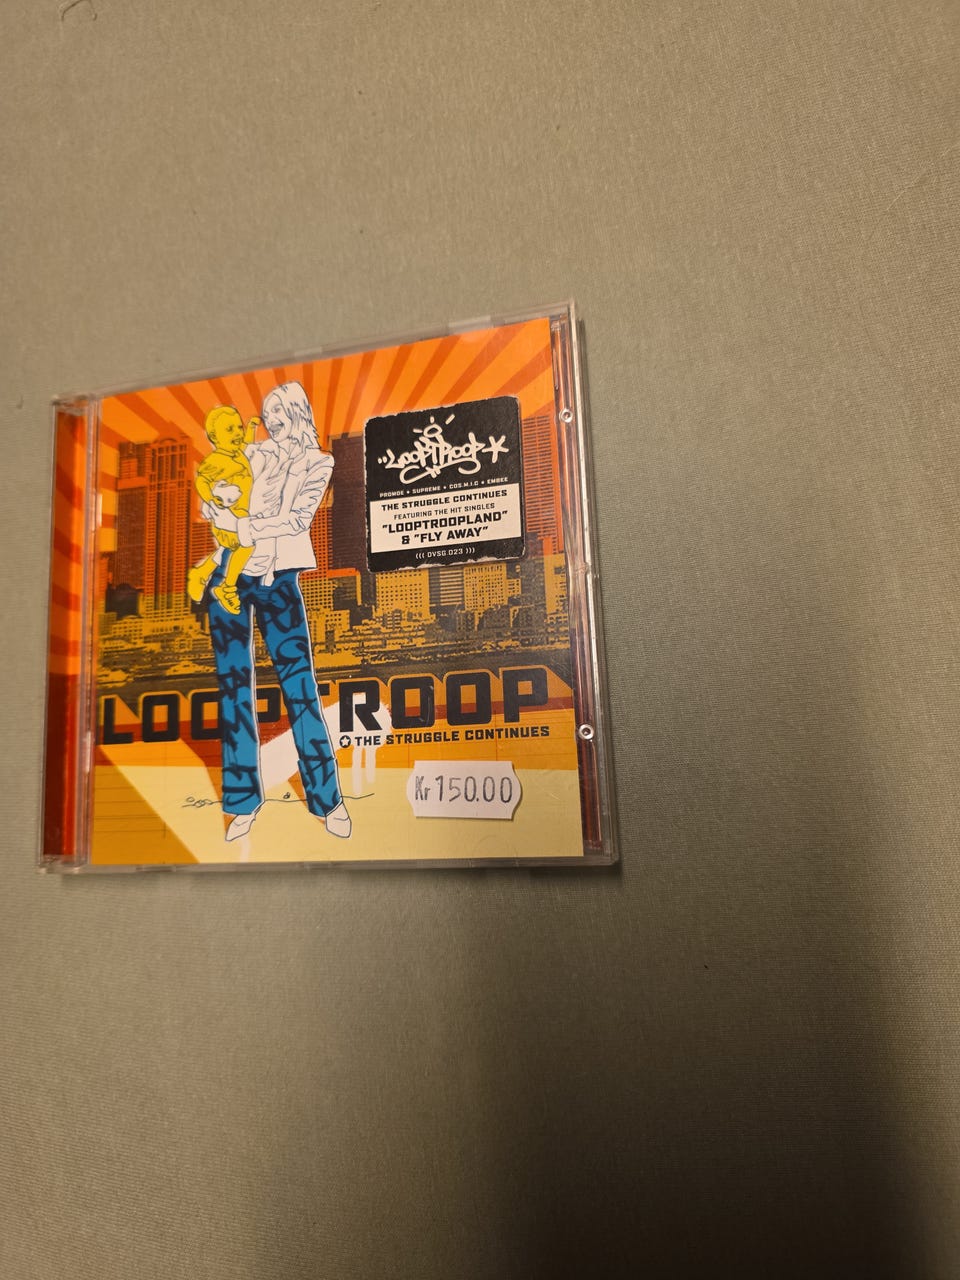 "LOOPTROOP*
PROMOE ★ SUPREME ★ COS.M.I.C ★ EMBEE
THE STRUGGLE CONTINUES
FEATURING THE HIT SINGLES
"LOOPTROOPLAND"
& "FLY AWAY"
((( DVSG 023 )))
LOOPTROOP
THE STRUGGLE CONTINUES
Kr 150.00